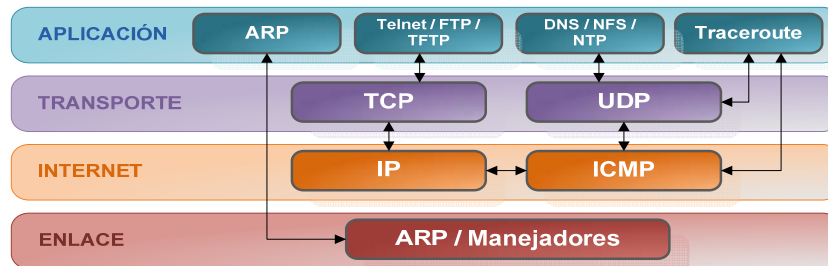 APLICACIÓN
ARP
Telnet / FTP /
TFTP
DNS / NFS /
NTP
Traceroute
TRANSPORTE
TCP
UDP
INTERNET
IP
ICMP
ENLACE
ARP / Manejadores